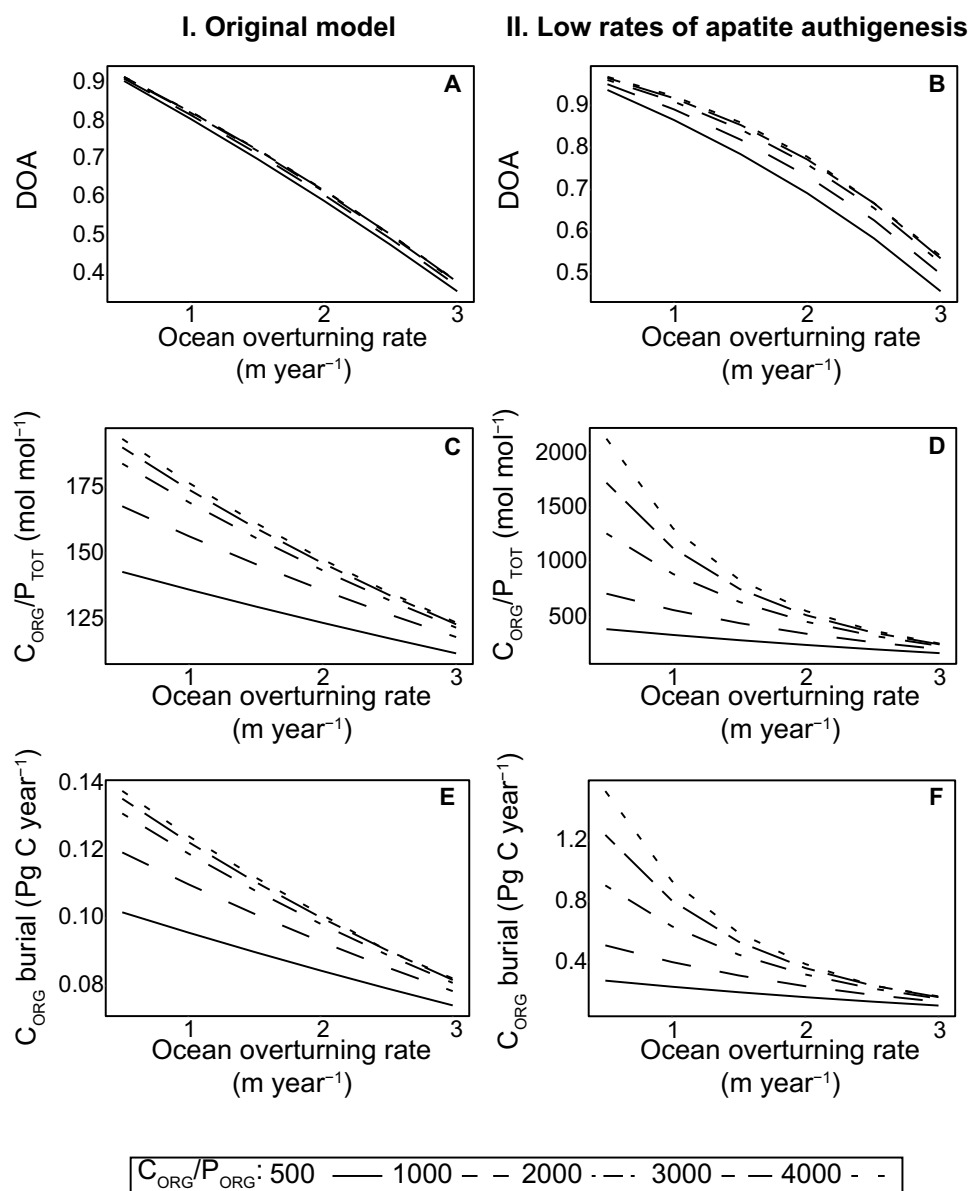 I. Original model
II. Low rates of apatite authigenesis
A
0.9
0.8
0.7
0.6
0.5
0.4
DOA
1 2 3
Ocean overturning rate
(m year⁻¹)
B
0.9
0.8
0.7
0.6
0.5
DOA
1 2 3
Ocean overturning rate
(m year⁻¹)
C
175
150
125
C_ORG/P_TOT (mol mol⁻¹)
1 2 3
Ocean overturning rate
(m year⁻¹)
D
2000
1500
1000
500
C_ORG/P_TOT (mol mol⁻¹)
1 2 3
Ocean overturning rate
(m year⁻¹)
E
0.14
0.12
0.10
0.08
C_ORG burial (Pg C year⁻¹)
1 2 3
Ocean overturning rate
(m year⁻¹)
F
1.2
0.8
0.4
C_ORG burial (Pg C year⁻¹)
1 2 3
Ocean overturning rate
(m year⁻¹)
C_ORG/P_ORG: 500 1000 2000 3000 4000